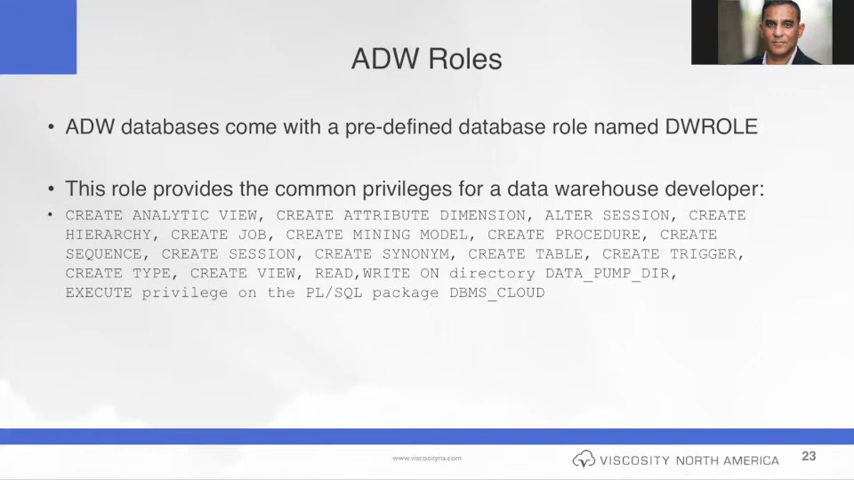 ADW Roles
• ADW databases come with a pre-defined database role named DWROLE
• This role provides the common privileges for a data warehouse developer:
• CREATE ANALYTIC VIEW, CREATE ATTRIBUTE DIMENSION, ALTER SESSION, CREATE
HIERARCHY, CREATE JOB, CREATE MINING MODEL, CREATE PROCEDURE, CREATE
SEQUENCE, CREATE SESSION, CREATE SYNONYM, CREATE TABLE, CREATE TRIGGER,
CREATE TYPE, CREATE VIEW, READ,WRITE ON directory DATA_PUMP_DIR,
EXECUTE privilege on the PL/SQL package DBMS_CLOUD
www.viscosityna.com
VISCOSITY NORTH AMERICA
23